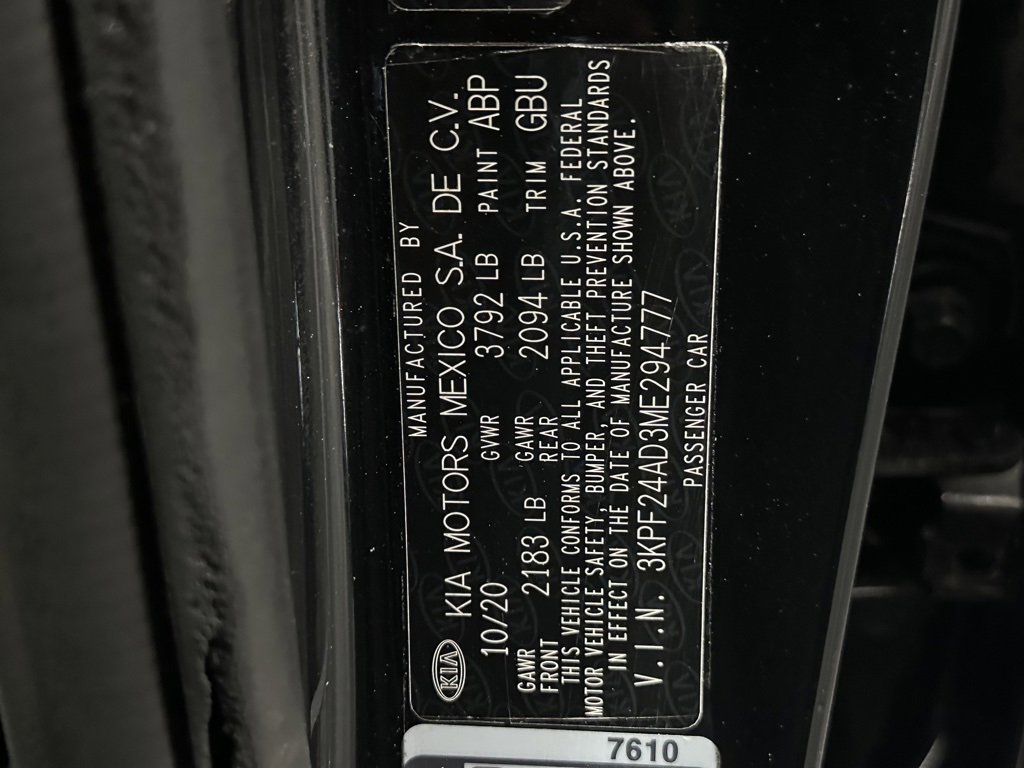 MANUFACTURED BY
KIA KIA MOTORS MEXICO S.A. DE C.V.
10/20 GVWR 3792 LB PAINT ABP
GAWR FRONT 2183 LB GAWR REAR 2094 LB TRIM GBU
THIS VEHICLE CONFORMS TO ALL APPLICABLE U.S.A. FEDERAL
MOTOR VEHICLE SAFETY, BUMPER, AND THEFT PREVENTION STANDARDS
IN EFFECT ON THE DATE OF MANUFACTURE SHOWN ABOVE.
V.I.N. 3KPF24AD3ME294777
PASSENGER CAR
7610